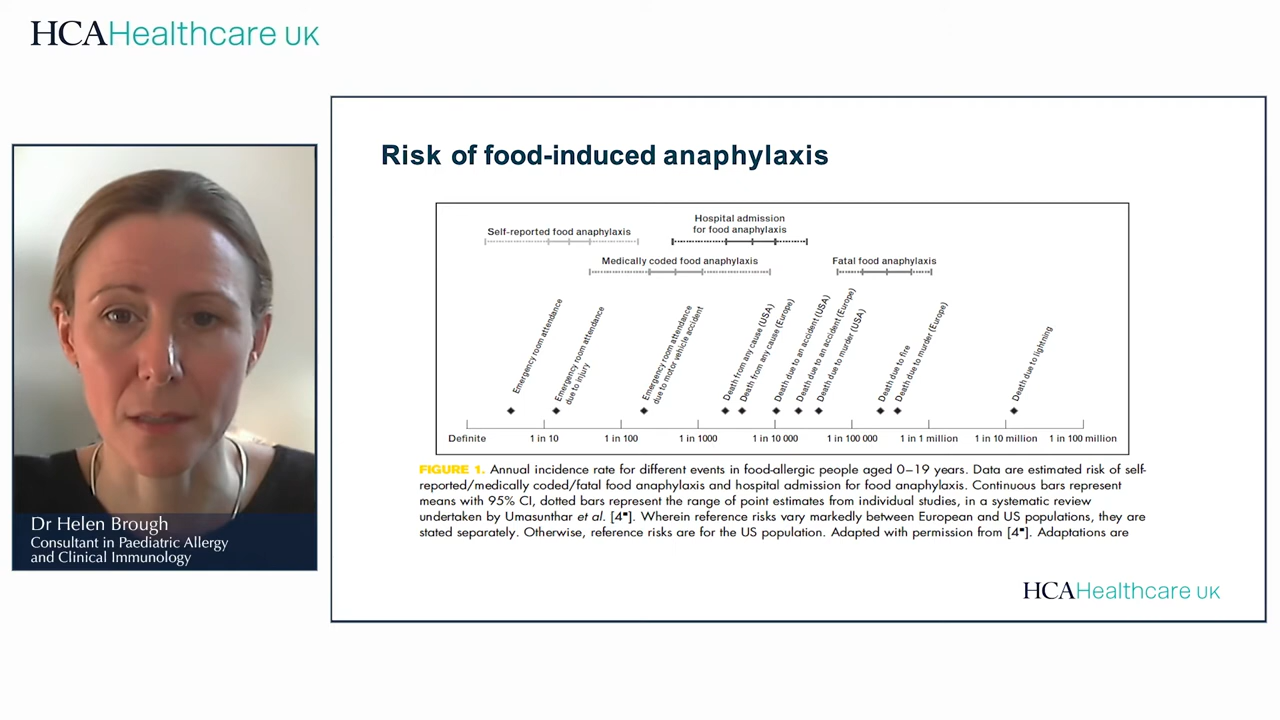 HCAHealthcare UK
Risk of food-induced anaphylaxis
Hospital admission
for food anaphylaxis
Self-reported food anaphylaxis
Medically coded food anaphylaxis
Fatal food anaphylaxis
Emergency room attendance
Emergency room attendance
due to injury
Emergency room attendance
due to motor vehicle accident
Death from any cause (USA)
Death from any cause (Europe)
Death due to an accident (USA)
Death due to an accident (Europe)
Death due to murder (USA)
Death due to fire
Death due to murder (Europe)
Death due to lightning
Definite 1 in 10 1 in 100 1 in 1000 1 in 10 000 1 in 100 000 1 in 1 million 1 in 10 million 1 in 100 million
FIGURE 1. Annual incidence rate for different events in food-allergic people aged 0–19 years. Data are estimated risk of self-
reported/medically coded/fatal food anaphylaxis and hospital admission for food anaphylaxis. Continuous bars represent
means with 95% CI, dotted bars represent the range of point estimates from individual studies, in a systematic review
undertaken by Umasunthar et al. [4▪]. Wherein reference risks vary markedly between European and US populations, they are
stated separately. Otherwise, reference risks are for the US population. Adapted with permission from [4▪]. Adaptations are
Dr Helen Brough
Consultant in Paediatric Allergy
and Clinical Immunology
HCAHealthcare UK